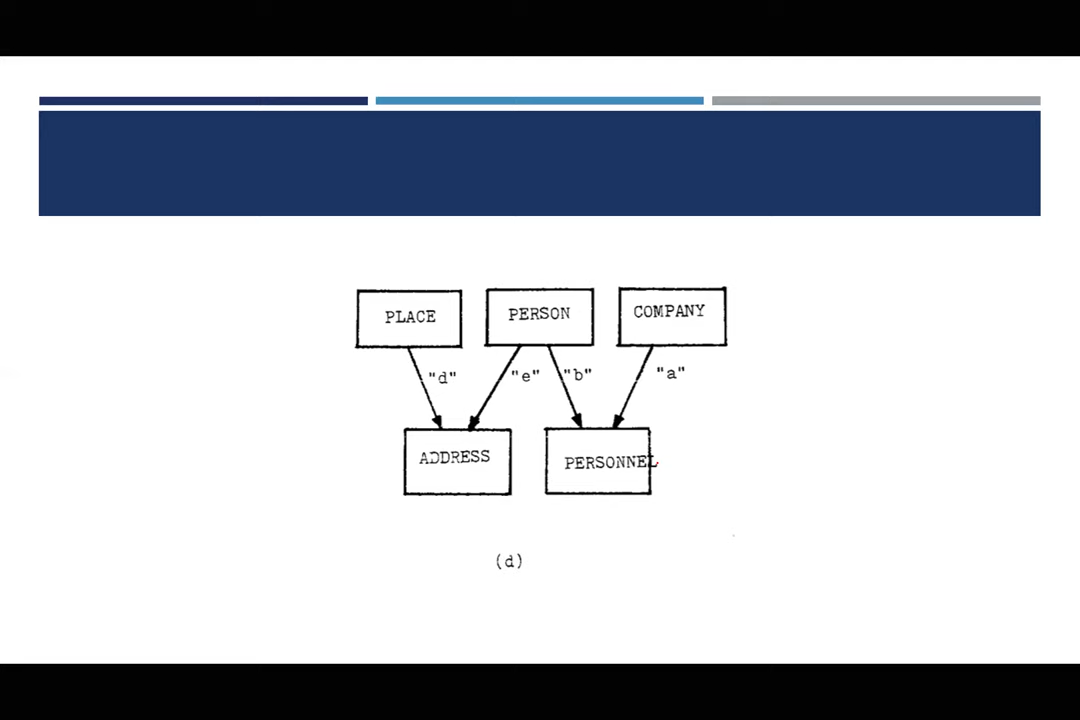 PLACE
PERSON
COMPANY
"d"
"e"
"b"
"a"
ADDRESS
PERSONNEL
(d)